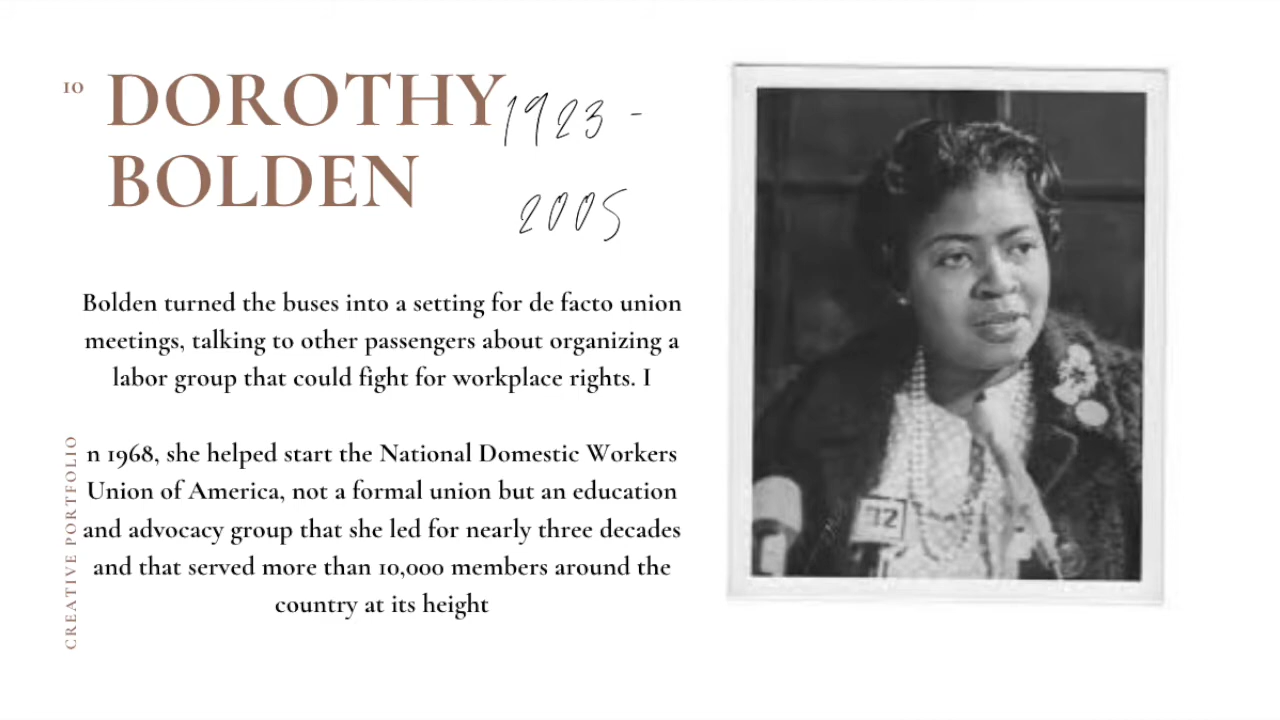 10
DOROTHY
BOLDEN
1923 -
2005
Bolden turned the buses into a setting for de facto union
meetings, talking to other passengers about organizing a
labor group that could fight for workplace rights. I
n 1968, she helped start the National Domestic Workers
Union of America, not a formal union but an education
and advocacy group that she led for nearly three decades
and that served more than 10,000 members around the
country at its height
CREATIVE PORTFOLIO
12